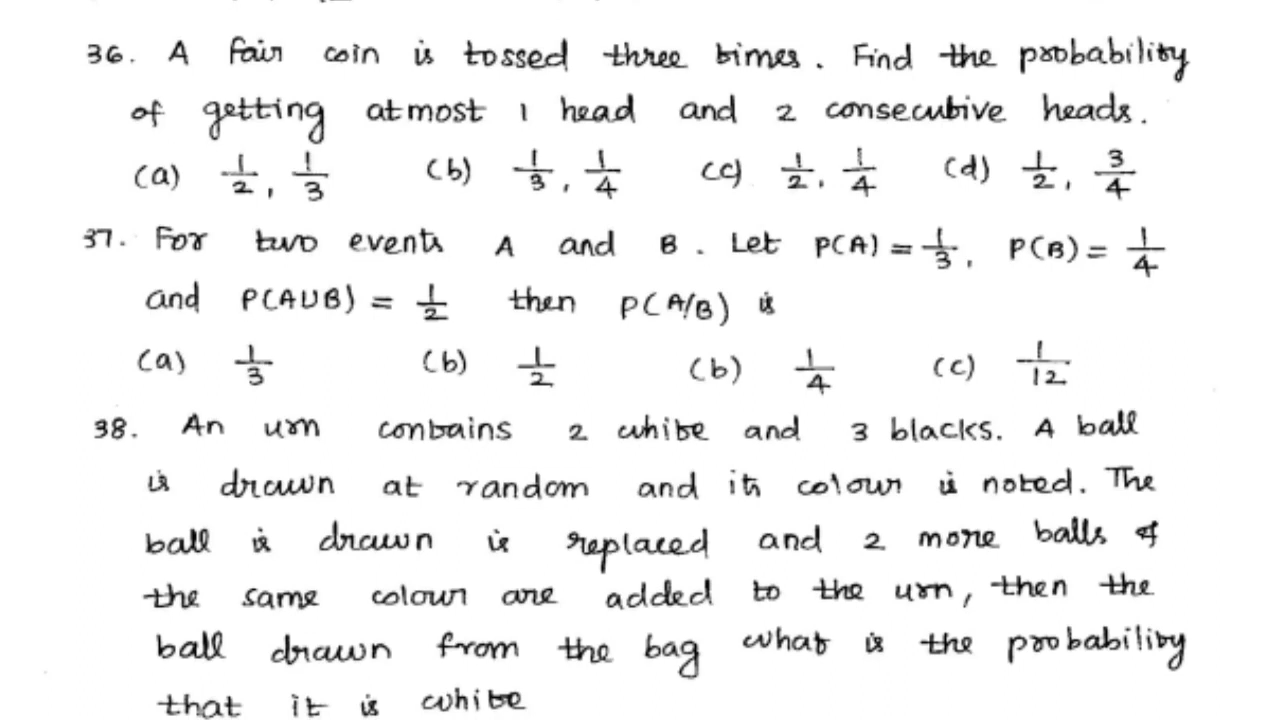 36. A fair coin is tossed three times. Find the probability
of getting atmost 1 head and 2 consecutive heads.
(a) 1/2, 1/3 (b) 1/3, 1/4 (c) 1/2, 1/4 (d) 1/2, 3/4
37. For two events A and B. Let P(A) = 1/3, P(B) = 1/4
and P(AUB) = 1/2 then P(A/B) is
(a) 1/3 (b) 1/2 (b) 1/4 (c) 1/12
38. An urn contains 2 white and 3 blacks. A ball
is drawn at random and its colour is noted. The
ball is drawn is replaced and 2 more balls of
the same colour are added to the urn, then the
ball drawn from the bag what is the probability
that it is white